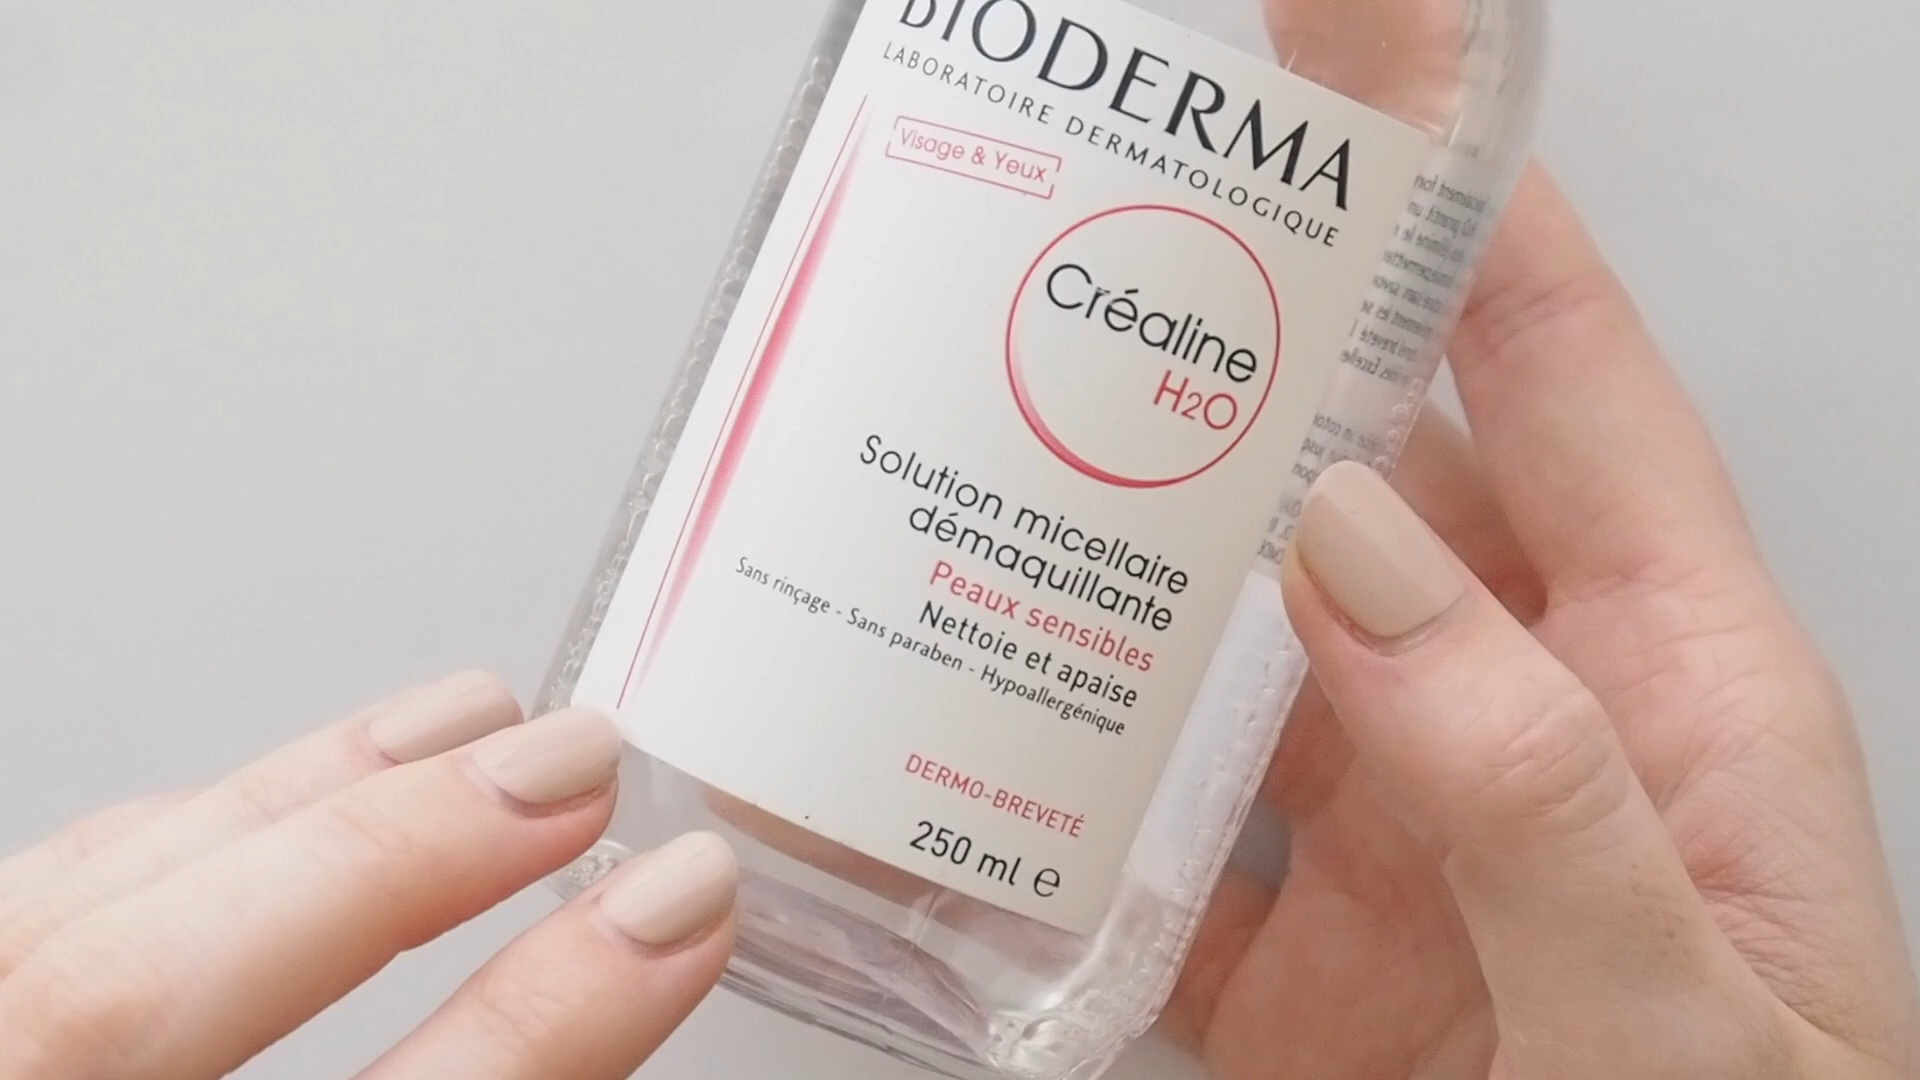 BIODERMA
LABORATOIRE DERMATOLOGIQUE
Visage & Yeux
Créaline
H2O
Solution micellaire
démaquillante
Peaux sensibles
Nettoie et apaise
Sans rinçage - Sans paraben - Hypoallergénique
DERMO-BREVETÉ
250 ml ℮